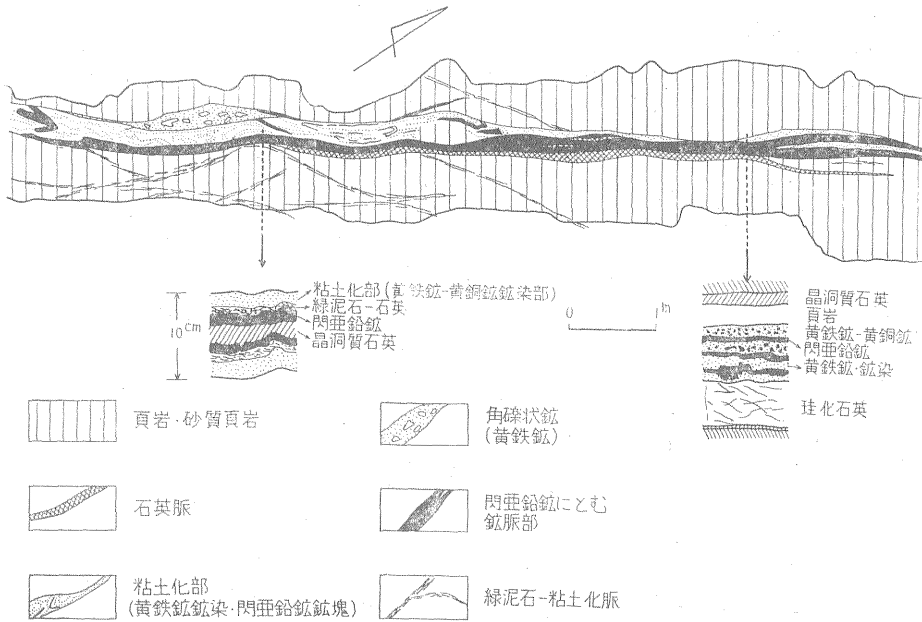 粘土化部(黄鉄鉱-黄銅鉱鉱染部)
緑泥石-石英
閃亜鉛鉱
晶洞質石英
10cm
0 1m
晶洞質石英
頁岩
黄鉄鉱-黄銅鉱
閃亜鉛鉱
黄鉄鉱・鉱染
珪化石英
頁岩・砂質頁岩
角礫状鉱
(黄鉄鉱)
石英脈
閃亜鉛鉱にとむ
鉱脈部
粘土化部
(黄鉄鉱鉱染・閃亜鉛鉱鉱塊)
緑泥石-粘土化脈